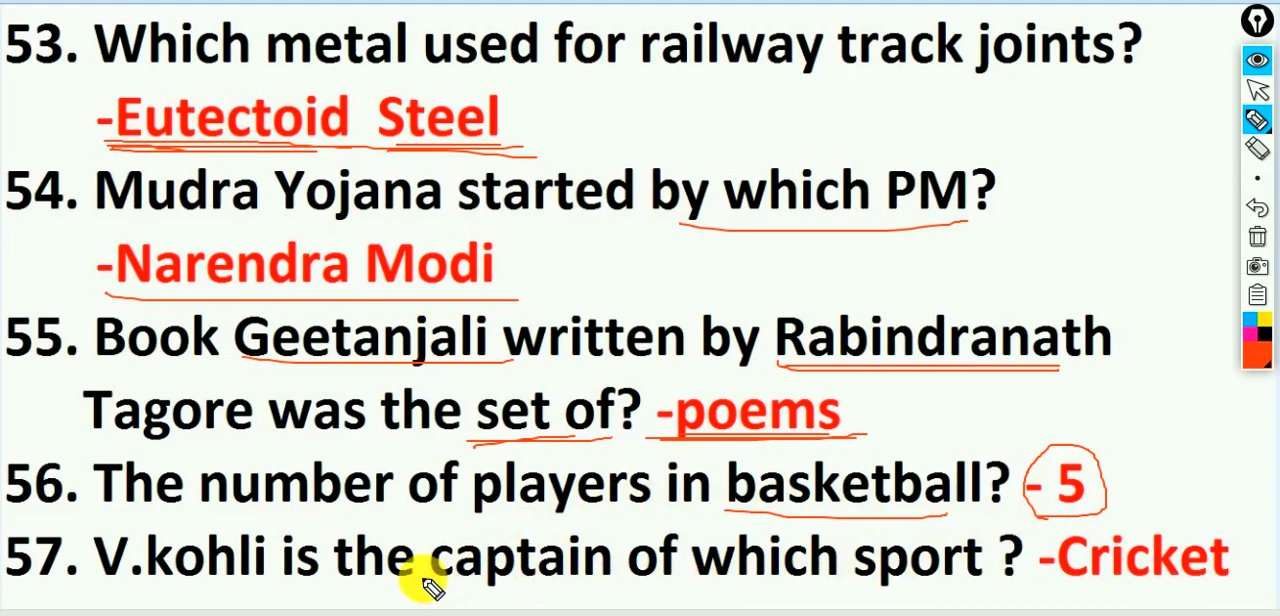 53. Which metal used for railway track joints?
-Eutectoid Steel
54. Mudra Yojana started by which PM?
-Narendra Modi
55. Book Geetanjali written by Rabindranath
Tagore was the set of? -poems
56. The number of players in basketball? - 5
57. V.kohli is the captain of which sport ? -Cricket